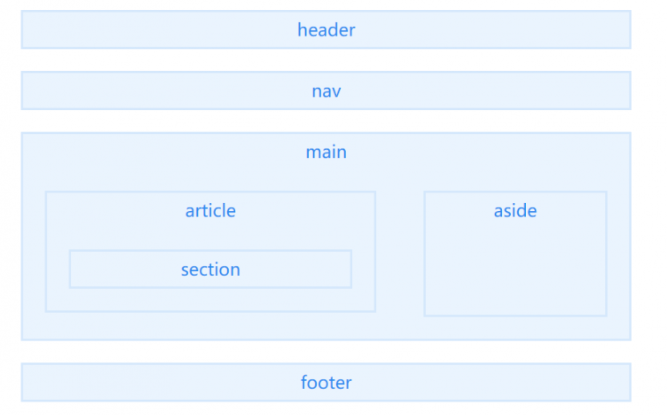 header
nav
main
article
aside
section
footer